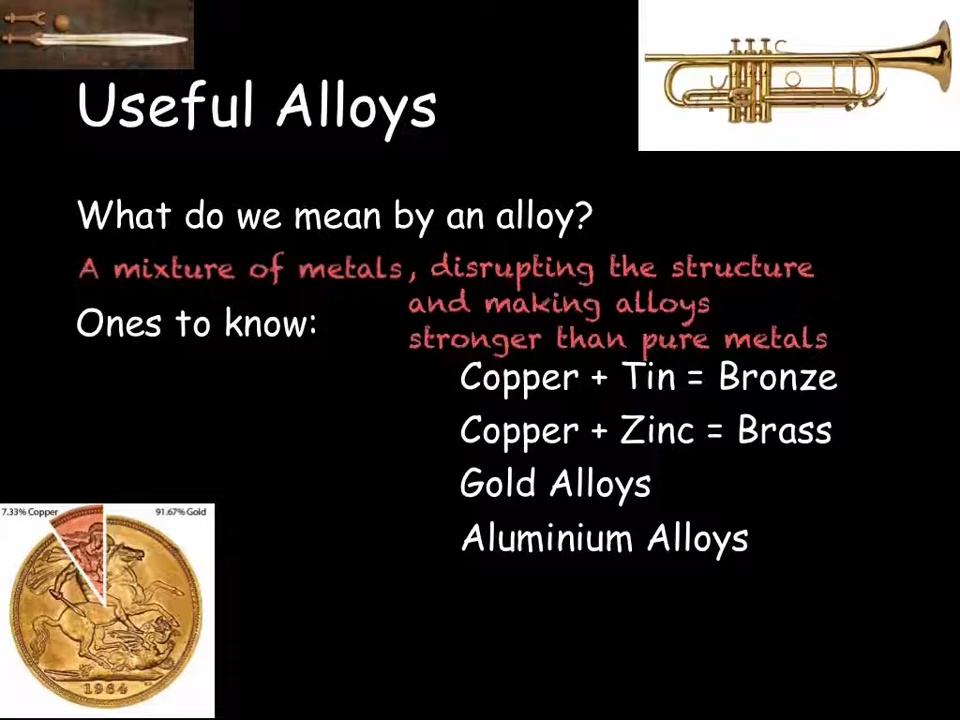 Useful Alloys
What do we mean by an alloy?
A mixture of metals, disrupting the structure
and making alloys
stronger than pure metals
Ones to know:
Copper + Tin = Bronze
Copper + Zinc = Brass
Gold Alloys
Aluminium Alloys
7.33% Copper 91.67% Gold
1964